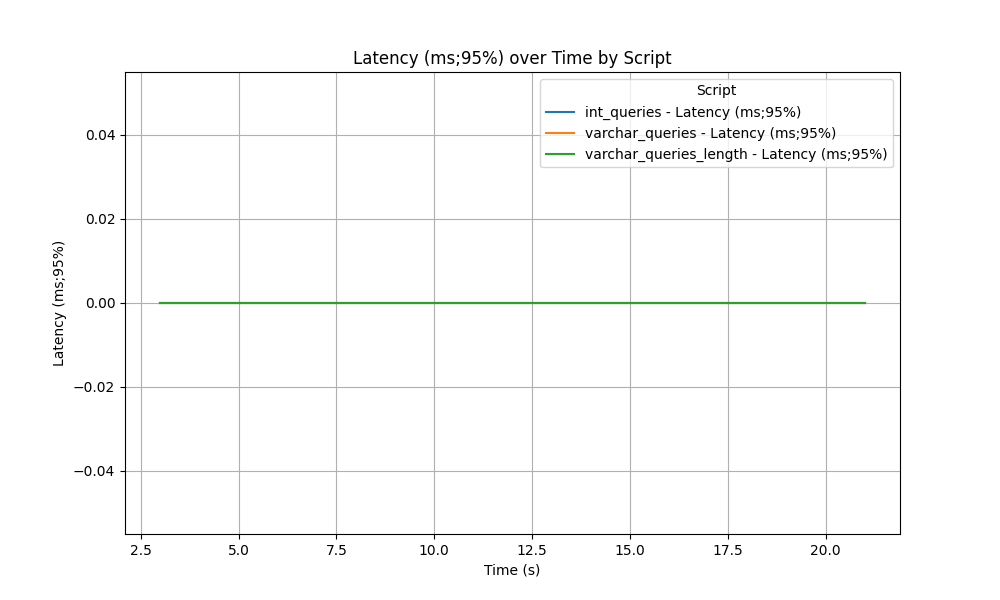 Latency (ms;95%) over Time by Script
Script
int_queries - Latency (ms;95%)
varchar_queries - Latency (ms;95%)
varchar_queries_length - Latency (ms;95%)
Latency (ms;95%)
0.04
0.02
0.00
−0.02
−0.04
2.5 5.0 7.5 10.0 12.5 15.0 17.5 20.0
Time (s)